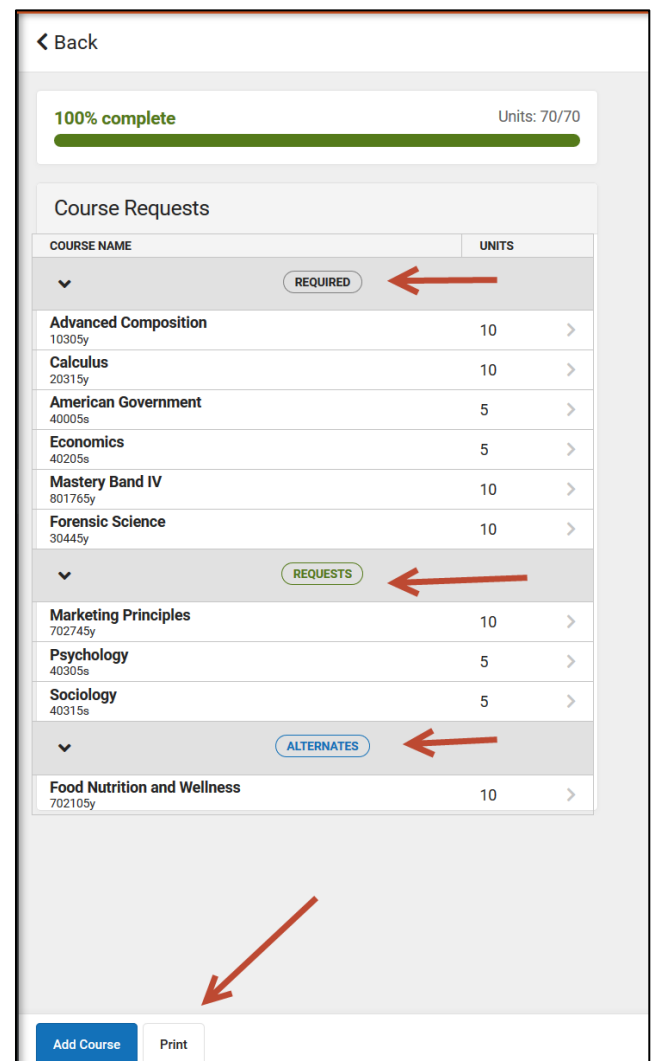 Back
100% complete Units: 70/70
Course Requests
COURSE NAME UNITS
REQUIRED
Advanced Composition
10305y 10
Calculus
20315y 10
American Government
40005s 5
Economics
40205s 5
Mastery Band IV
801765y 10
Forensic Science
30445y 10
REQUESTS
Marketing Principles
702745y 10
Psychology
40305s 5
Sociology
40315s 5
ALTERNATES
Food Nutrition and Wellness
702105y 10
Add Course Print